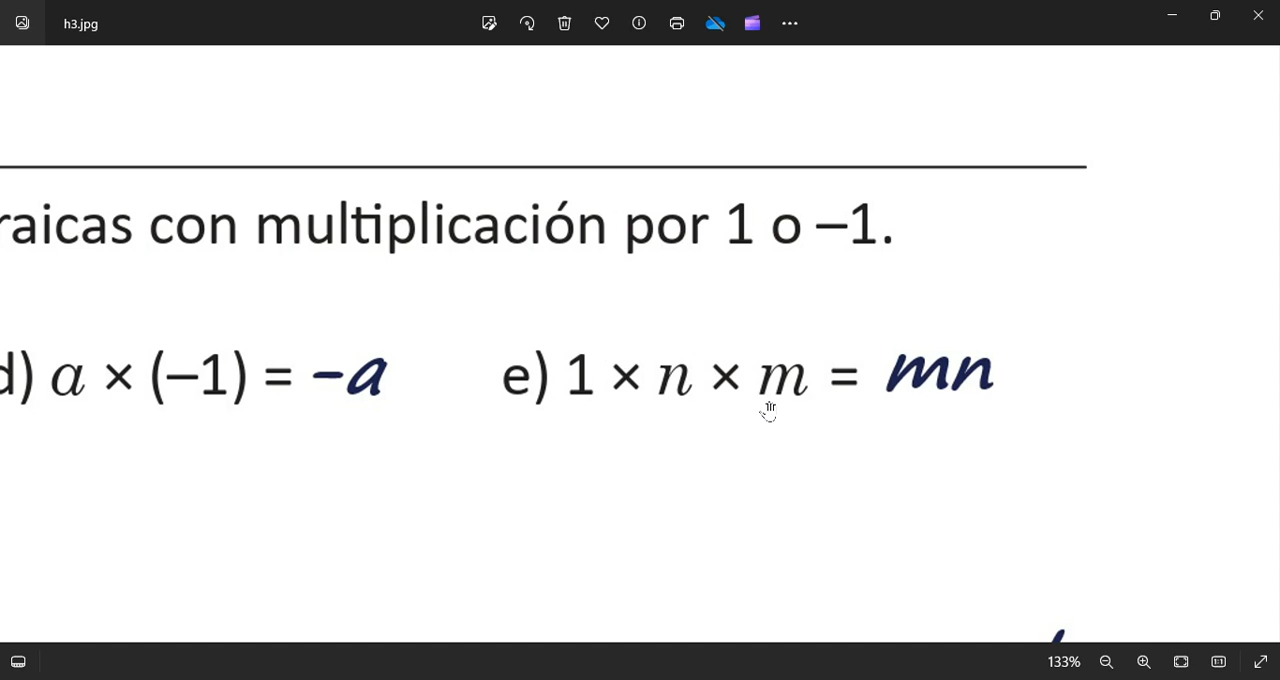 h3.jpg
raicas con multiplicación por 1 o –1.
d) a × (–1) = –a e) 1 × n × m = mn
133%